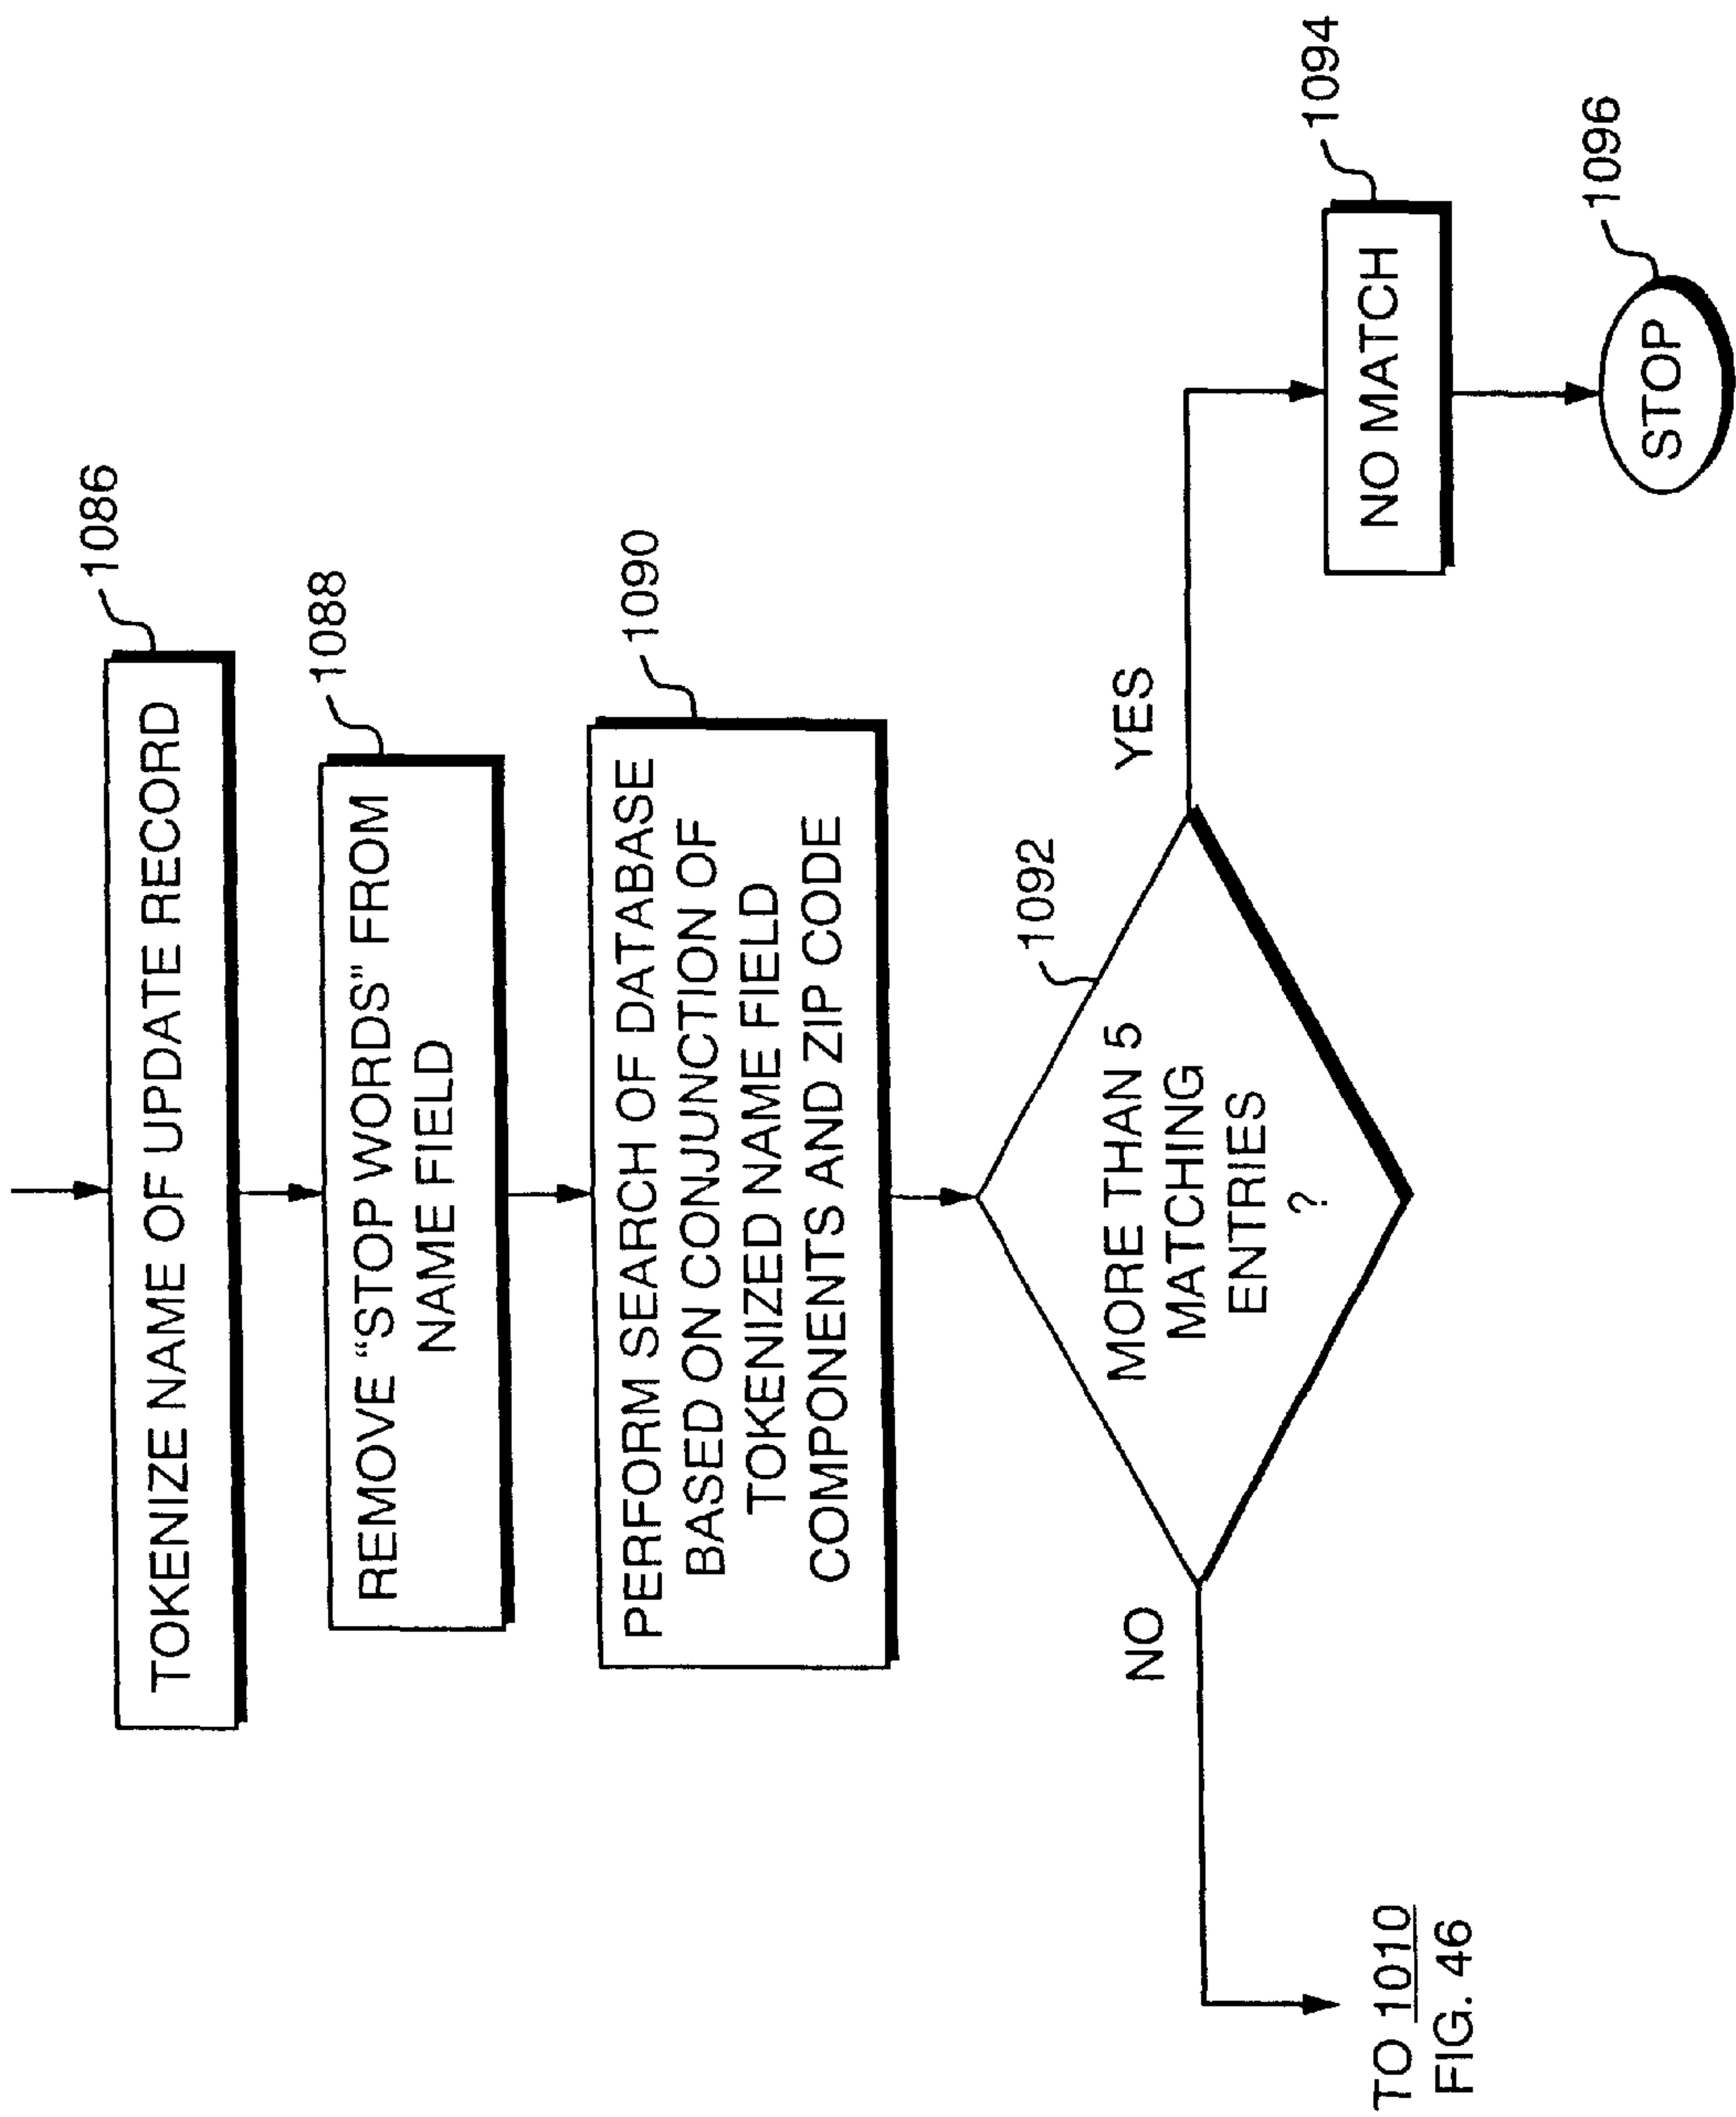 1086
TOKENIZE NAME OF UPDATE RECORD
1088
REMOVE “STOP WORDS” FROM
NAME FIELD
1090
PERFORM SEARCH OF DATABASE
BASED ON CONJUNCTION OF
TOKENIZED NAME FIELD
COMPONENTS AND ZIP CODE
1092
MORE THAN 5
MATCHING
ENTRIES
?
NO
YES
1094
NO MATCH
1096
STOP
TO 1010
FIG. 46